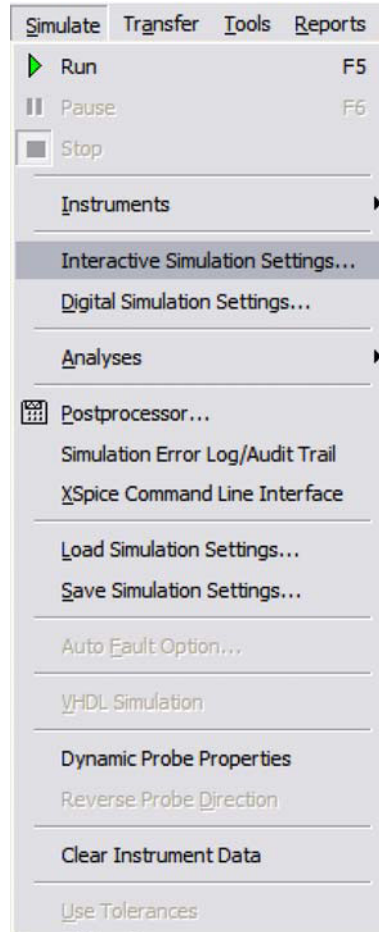 Simulate Transfer Tools Reports
Run F5
Pause F6
Stop
Instruments
Interactive Simulation Settings...
Digital Simulation Settings...
Analyses
Postprocessor...
Simulation Error Log/Audit Trail
XSpice Command Line Interface
Load Simulation Settings...
Save Simulation Settings...
Auto Fault Option...
VHDL Simulation
Dynamic Probe Properties
Reverse Probe Direction
Clear Instrument Data
Use Tolerances